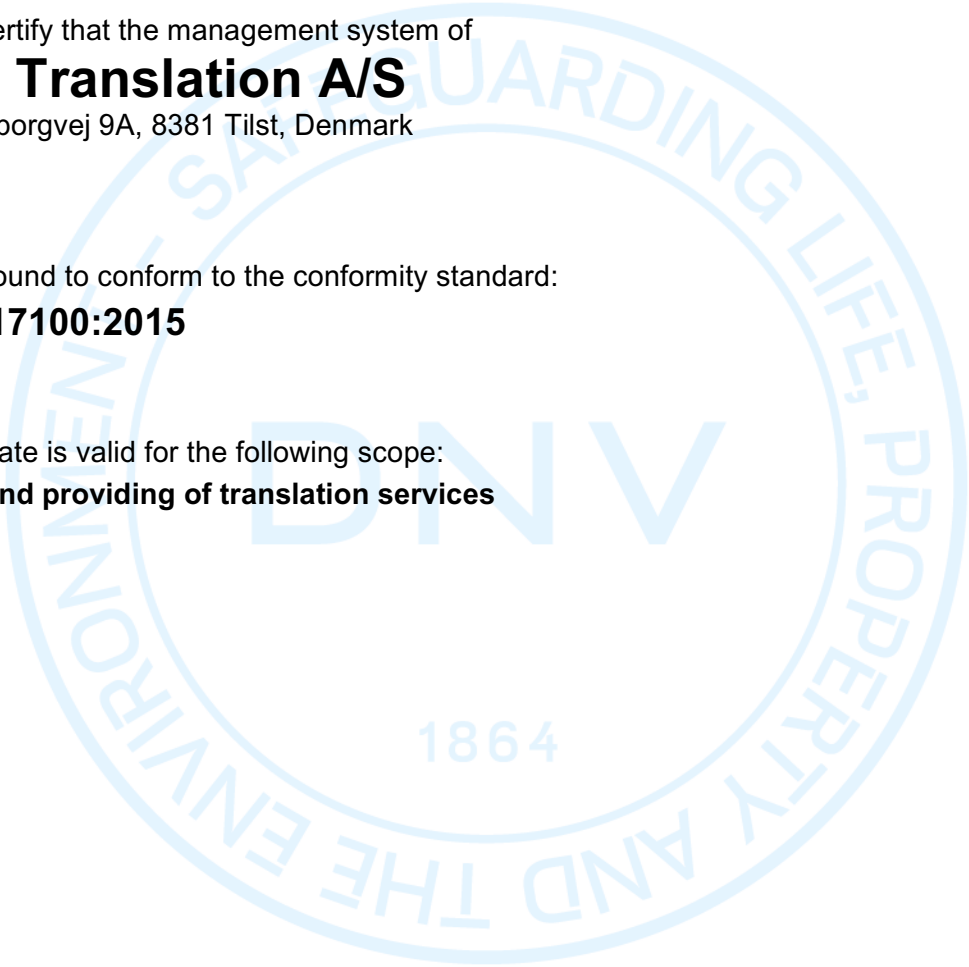 ertify that the management system of
Translation A/S
borgvej 9A, 8381 Tilst, Denmark
ound to conform to the conformity standard:
17100:2015
ate is valid for the following scope:
nd providing of translation services
SAFEGUARDING LIFE, PROPERTY AND THE ENVIRONMEN
DNV
1864